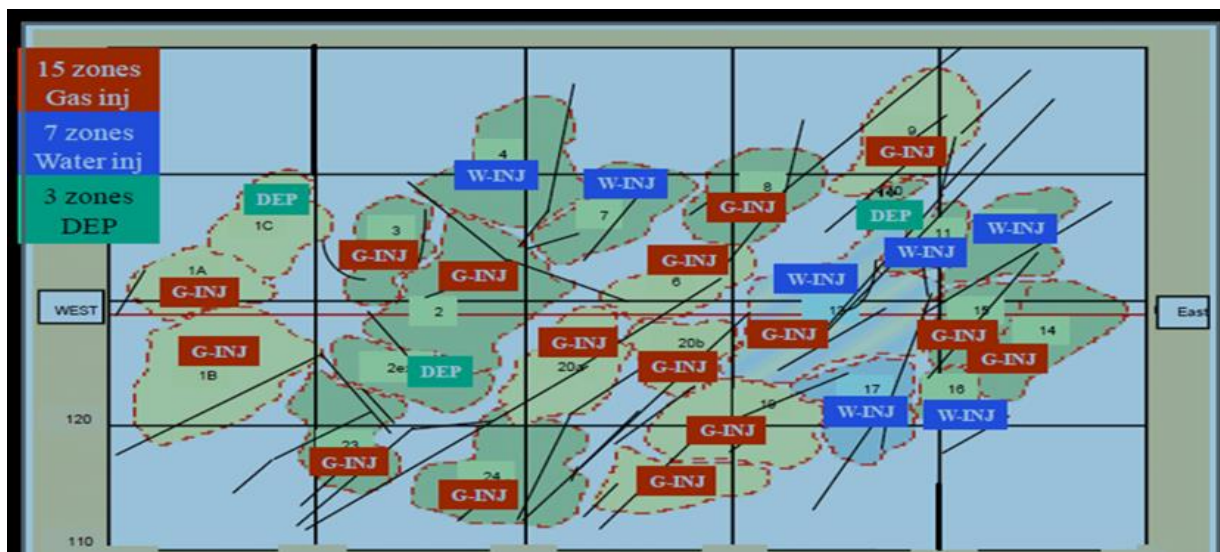 15 zones
Gas inj
7 zones
Water inj
3 zones
DEP
4
9
W-INJ
W-INJ
G-INJ
8
DEP
G-INJ
7
DEP
1C
3
11
W-INJ
G-INJ
W-INJ
G-INJ
1A
G-INJ
6
W-INJ
G-INJ
WEST
2
15
East
G-INJ
G-INJ
G-INJ
14
G-INJ
20b
G-INJ
1B
DEP
20a
G-INJ
17
16
W-INJ
W-INJ
120
G-INJ
23
G-INJ
24
G-INJ
G-INJ
110